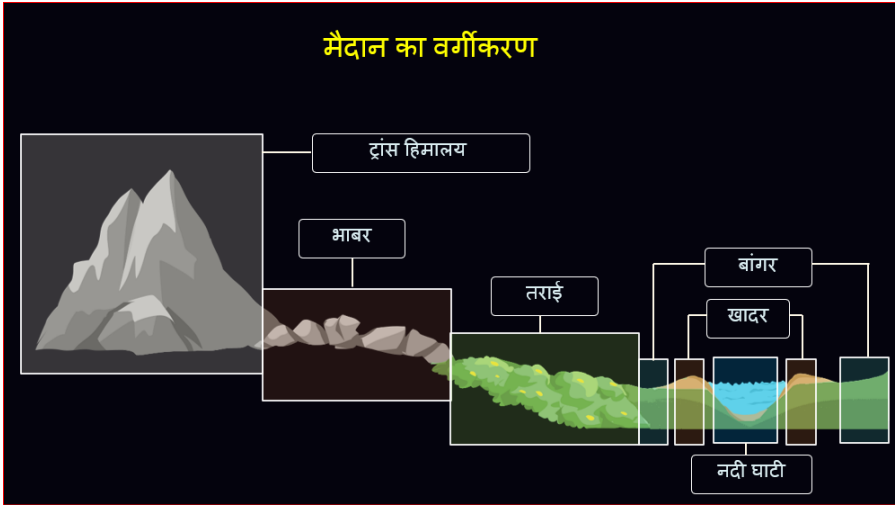 मैदान का वर्गीकरण
ट्रांस हिमालय
भाबर
तराई
बांगर
खादर
नदी घाटी